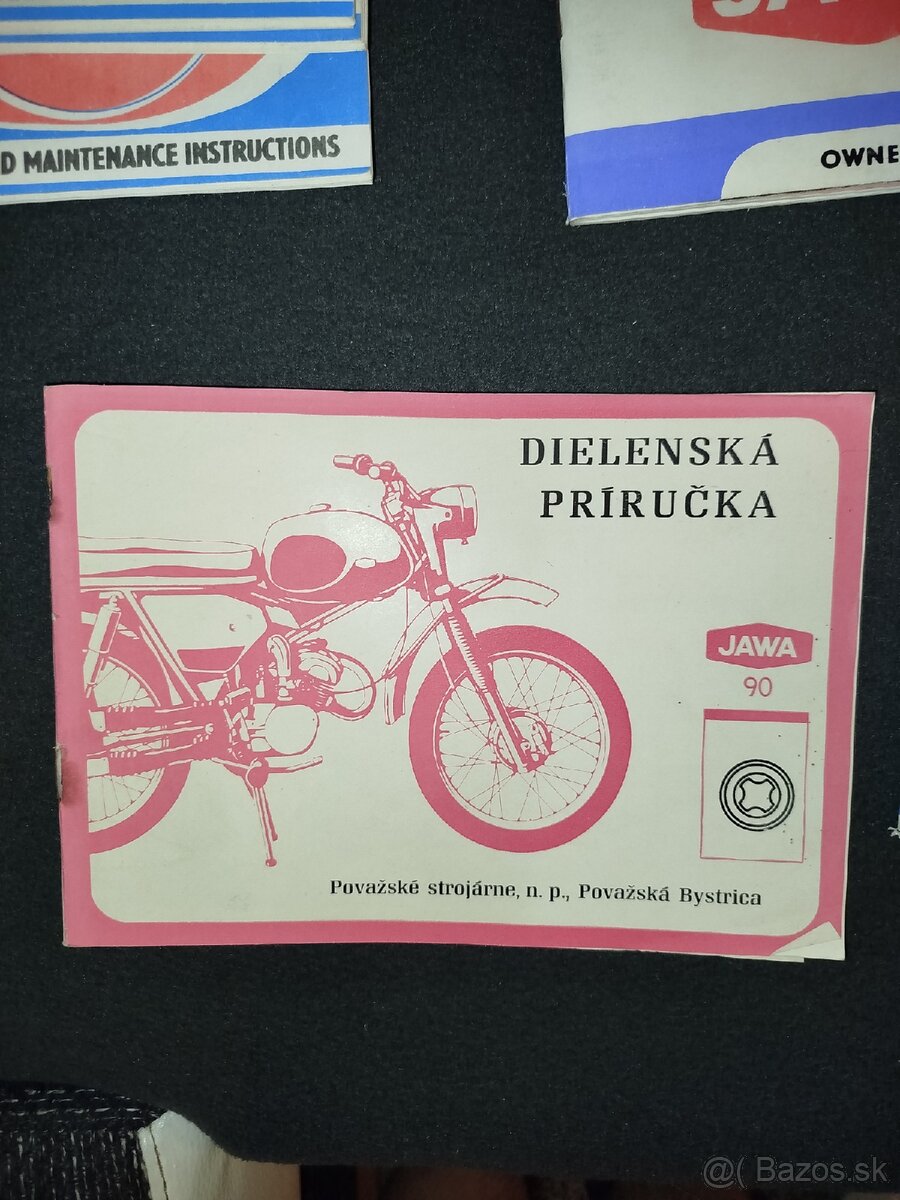 D MAINTENANCE INSTRUCTIONS
OWNE
DIELENSKÁ
PRÍRUČKA
JAWA
90
Považské strojárne, n. p., Považská Bystrica
@( Bazos.sk